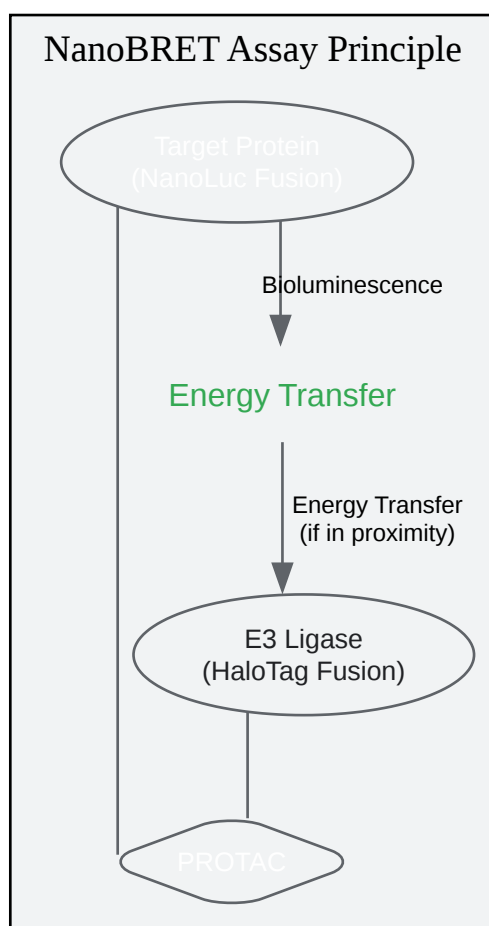 NanoBRET Assay Principle
Target Protein
(NanoLuc Fusion)
Bioluminescence
Energy Transfer
Energy Transfer
(if in proximity)
E3 Ligase
(HaloTag Fusion)
PROTAC